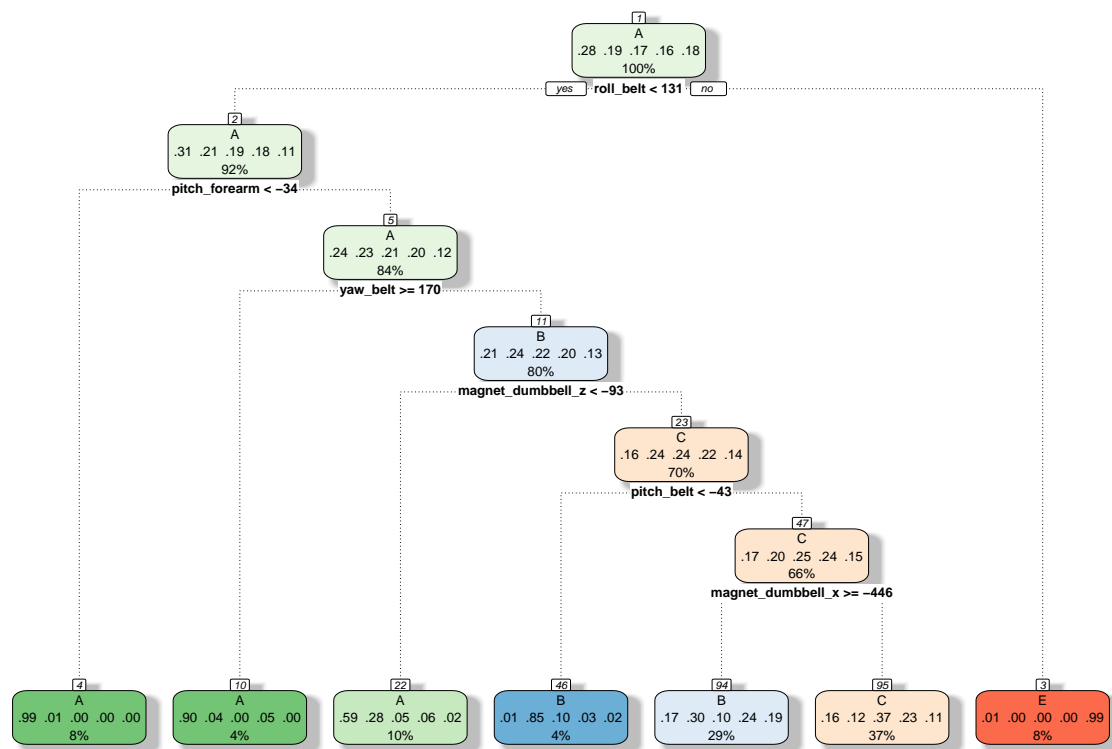 1
A
.28 .19 .17 .16 .18
100%
yes roll_belt < 131 no
2
A
.31 .21 .19 .18 .11
92%
pitch_forearm < −34
5
A
.24 .23 .21 .20 .12
84%
yaw_belt >= 170
11
B
.21 .24 .22 .20 .13
80%
magnet_dumbbell_z < −93
23
C
.16 .24 .24 .22 .14
70%
pitch_belt < −43
47
C
.17 .20 .25 .24 .15
66%
magnet_dumbbell_x >= −446
4
A
.99 .01 .00 .00 .00
8%
10
A
.90 .04 .00 .05 .00
4%
22
A
.59 .28 .05 .06 .02
10%
46
B
.01 .85 .10 .03 .02
4%
94
B
.17 .30 .10 .24 .19
29%
95
C
.16 .12 .37 .23 .11
37%
3
E
.01 .00 .00 .00 .99
8%